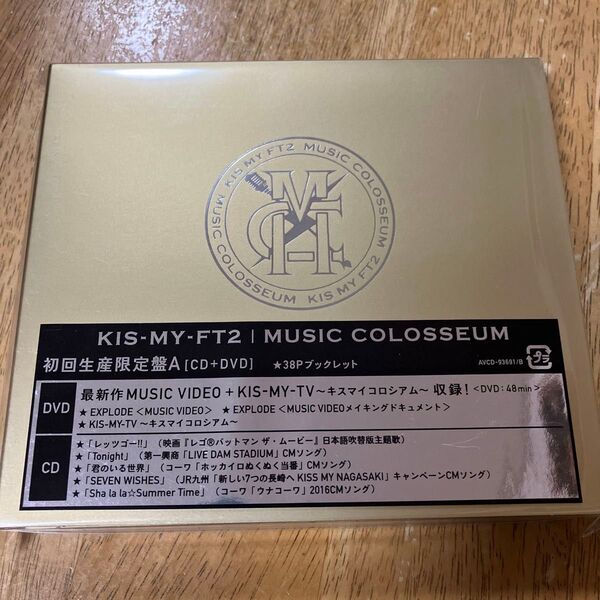 KIS MY FT2 MUSIC COLOSSEUM
MUSIC COLOSSEUM KIS MY FT2
KIS-MY-FT2 | MUSIC COLOSSEUM
初回生産限定盤A [CD+DVD] ★38Pブックレット AVCD-93691/B プラ
DVD
最新作MUSIC VIDEO + KIS-MY-TV ～キスマイコロシアム～ 収録! <DVD: 48min>
★ EXPLODE <MUSIC VIDEO> ★ EXPLODE <MUSIC VIDEOメイキングドキュメント>
★ KIS-MY-TV ～キスマイコロシアム～
CD
★「レッツゴー!!」(映画『レゴ®バットマン ザ・ムービー』日本語吹替版主題歌)
★「Tonight」(第一興商「LIVE DAM STADIUM」CMソング)
★「君のいる世界」(コーワ「ホッカイロぬくぬく当番」CMソング)
★「SEVEN WISHES」(JR九州「新しい7つの長崎へ KISS MY NAGASAKI」キャンペーンCMソング)
★「Sha la la☆Summer Time」(コーワ「ウナコーワ」2016CMソング)